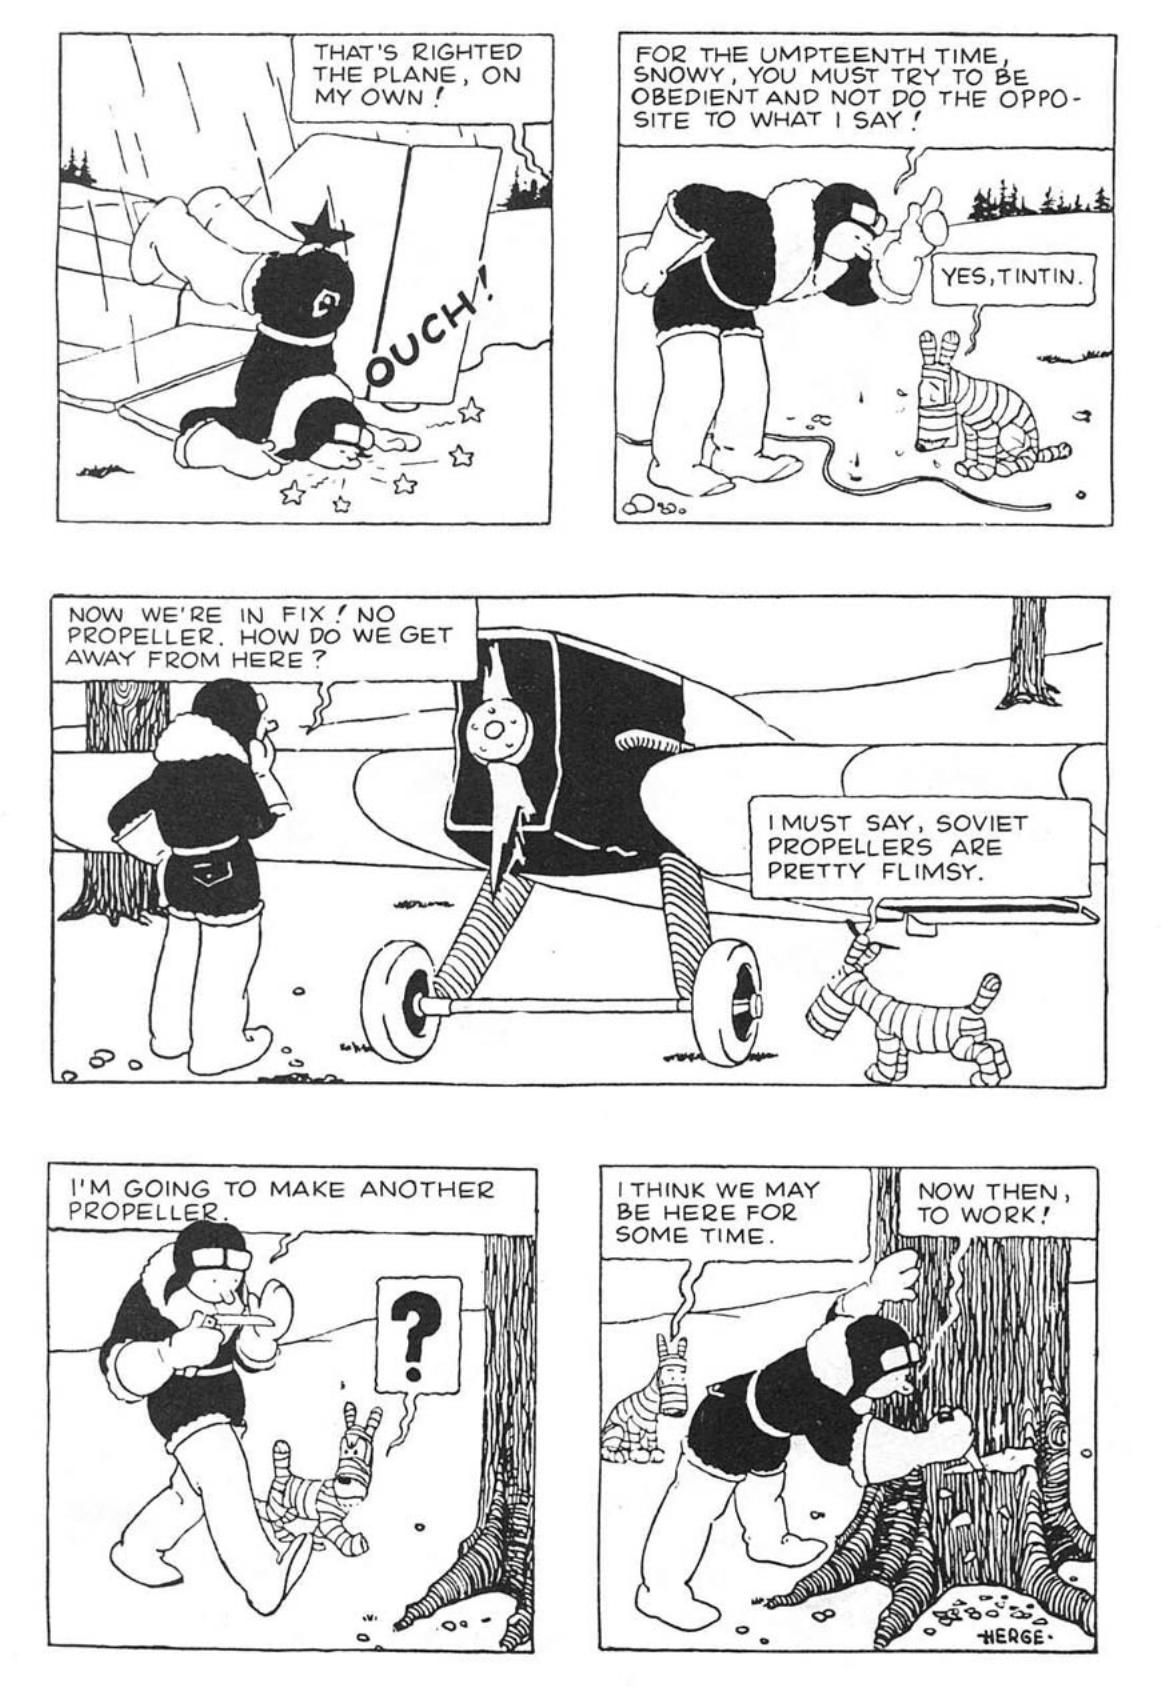 THAT'S RIGHTED
THE PLANE, ON
MY OWN!
OUCH!
FOR THE UMPTEENTH TIME,
SNOWY, YOU MUST TRY TO BE
OBEDIENT AND NOT DO THE OPPO-
SITE TO WHAT I SAY!
YES, TINTIN.
NOW WE'RE IN FIX! NO
PROPELLER. HOW DO WE GET
AWAY FROM HERE?
I MUST SAY, SOVIET
PROPELLERS ARE
PRETTY FLIMSY.
I'M GOING TO MAKE ANOTHER
PROPELLER.
?
I THINK WE MAY
BE HERE FOR
SOME TIME.
NOW THEN,
TO WORK!
-HERGE-